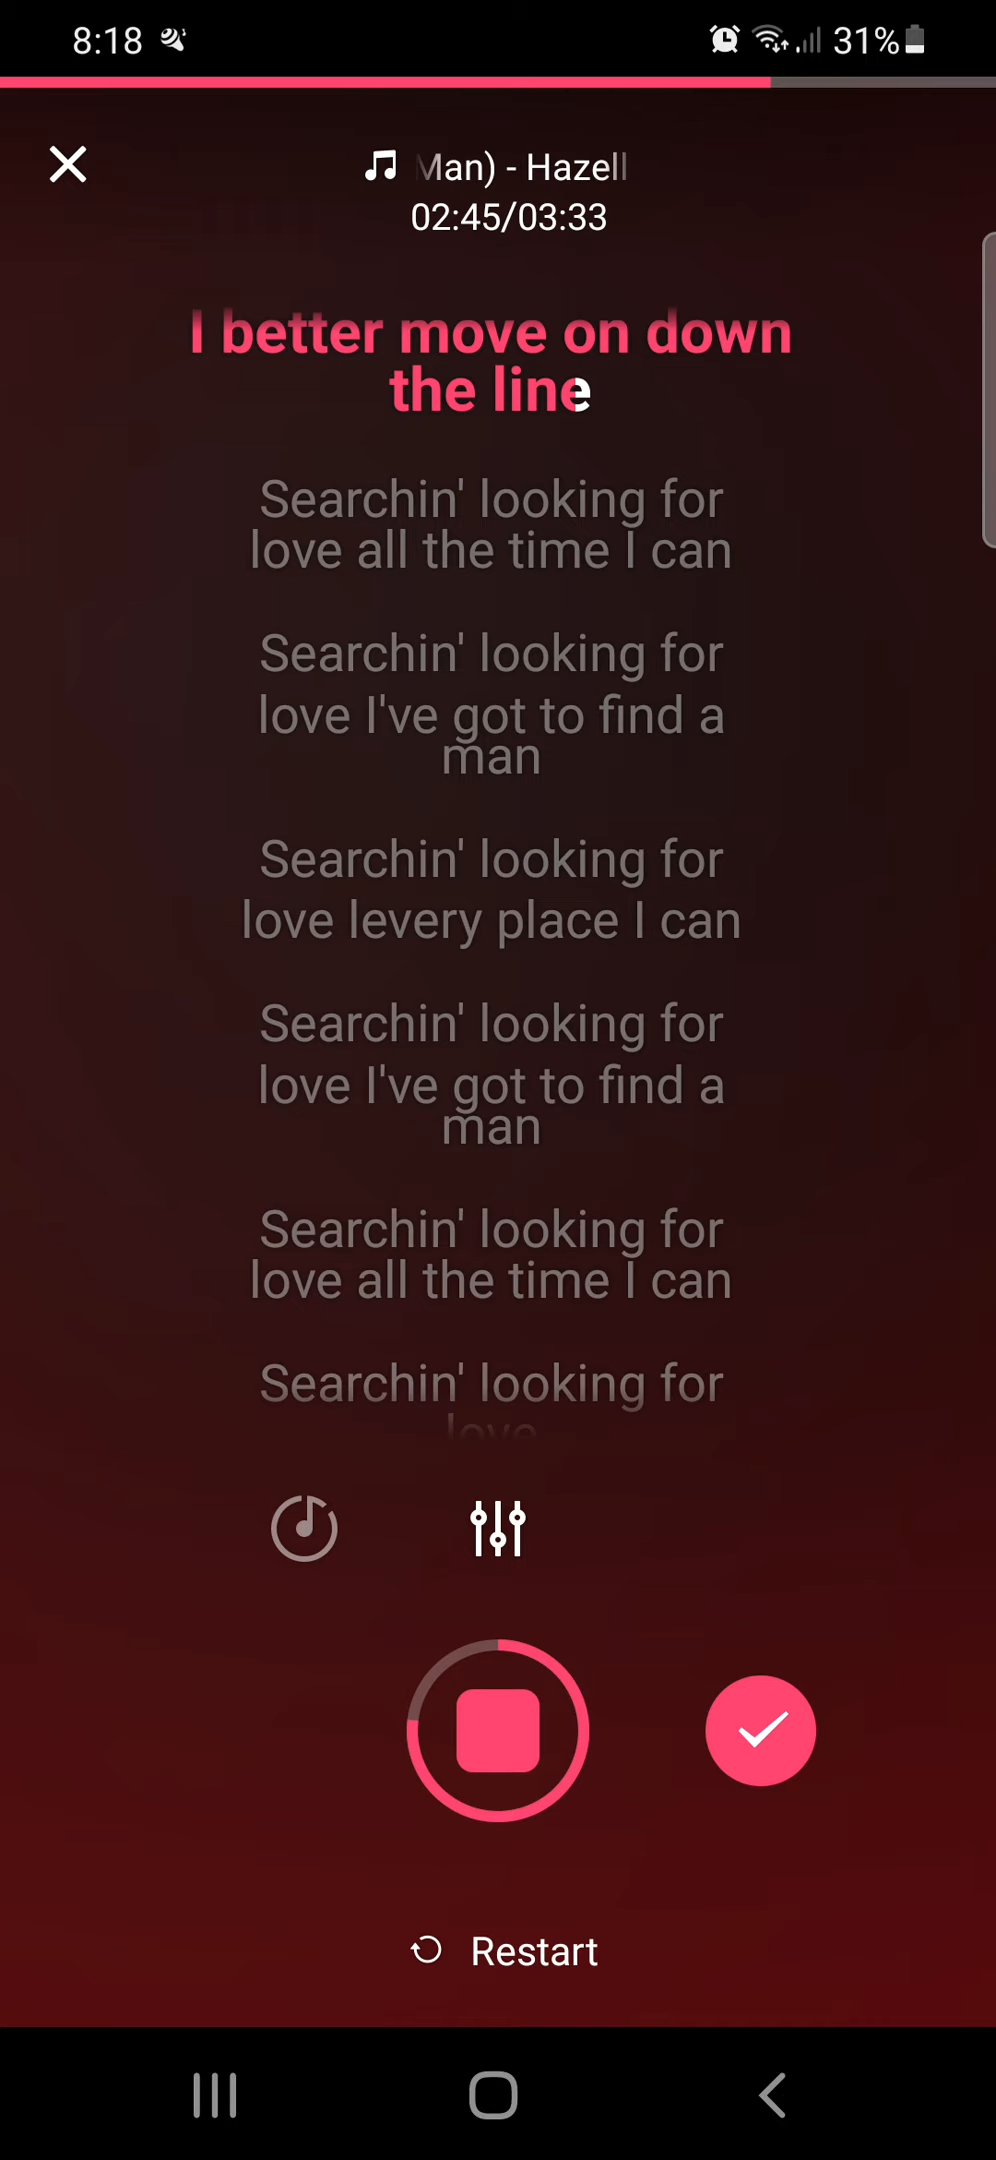 8:18
31%
Man) - Hazell
02:45/03:33
I better move on down
the line
Searchin' looking for
love all the time I can
Searchin' looking for
love I've got to find a
man
Searchin' looking for
love levery place I can
Searchin' looking for
love I've got to find a
man
Searchin' looking for
love all the time I can
Searchin' looking for
love
Restart